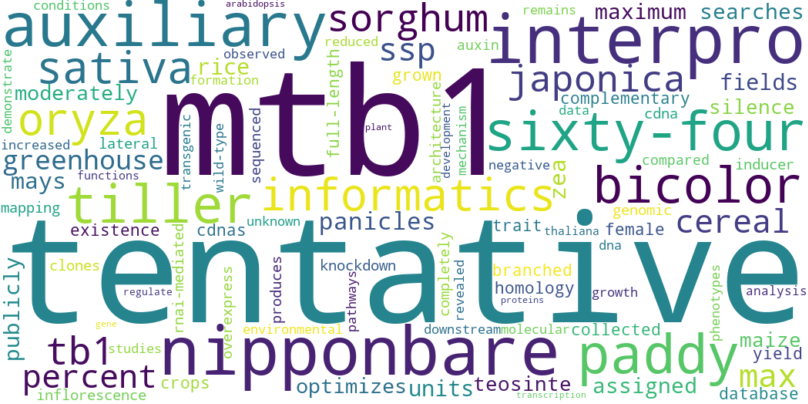 conditions arabidopsis remains
auxiliary sorghum maximum searches
observed ssp reduced auxin interpro
sativa rice grown japonica fields
demonstrate moderately formation full-length complementary
oryza mtb1 data cdna silence
increased lateral transgenic wild-type sequenced plant architecture development mechanism sixty-four
greenhouse functions negative compared inducer
mays tiller informatics zea bicolor
mapping unknown panicles trait genomic
existence cdnas thaliana female cereal
publicly tentative dna
clones rnai-mediated knockdown completely branched
regulate overexpress produces pathways revealed homology growth proteins phenotypes analysis
gene environmental downstream molecular collected maize
tb1 studies nipponbare paddy yield
percent crops optimizes units teosinte assigned max
inflorescence transcription database